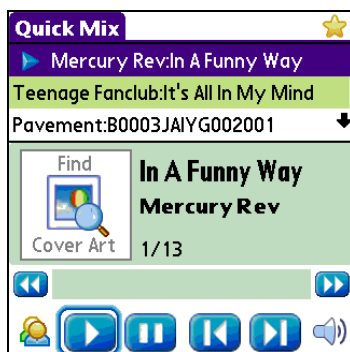 Quick Mix
Mercury Rev:In A Funny Way
Teenage Fanclub:It's All In My Mind
Pavement:B0003JAIYG002001
Find
Cover Art
In A Funny Way
Mercury Rev
1/13